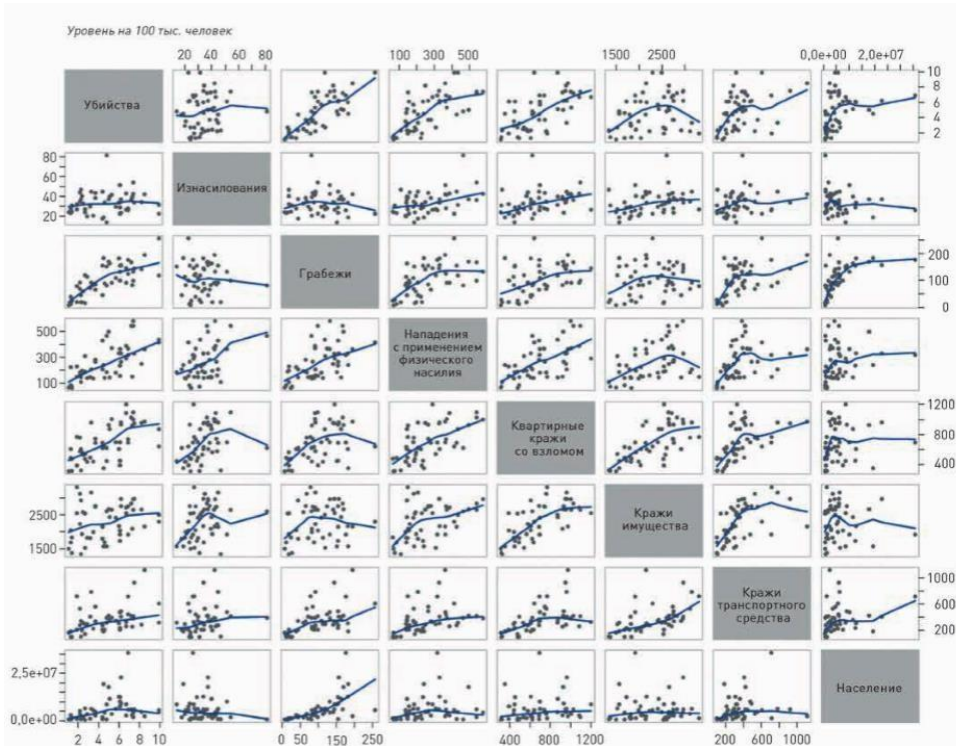 Уровень на 100 тыс. человек
20 40 60 80
100 300 500
1500 2500
0,0e+00 2,0e+07
Убийства
10
8
6
4
2
80
60
40
20
Изнасилования
Грабежи
200
100
0
500
300
100
Нападения
с применением
физического
насилия
Квартирные
кражи
со взломом
1200
800
400
2500
1500
Кражи
имущества
Кражи
транспортного
средства
1000
600
200
2,5e+07
0,0e+00
Население
2 4 6 8 10
0 50 150 250
400 800 1200
200 600 1000